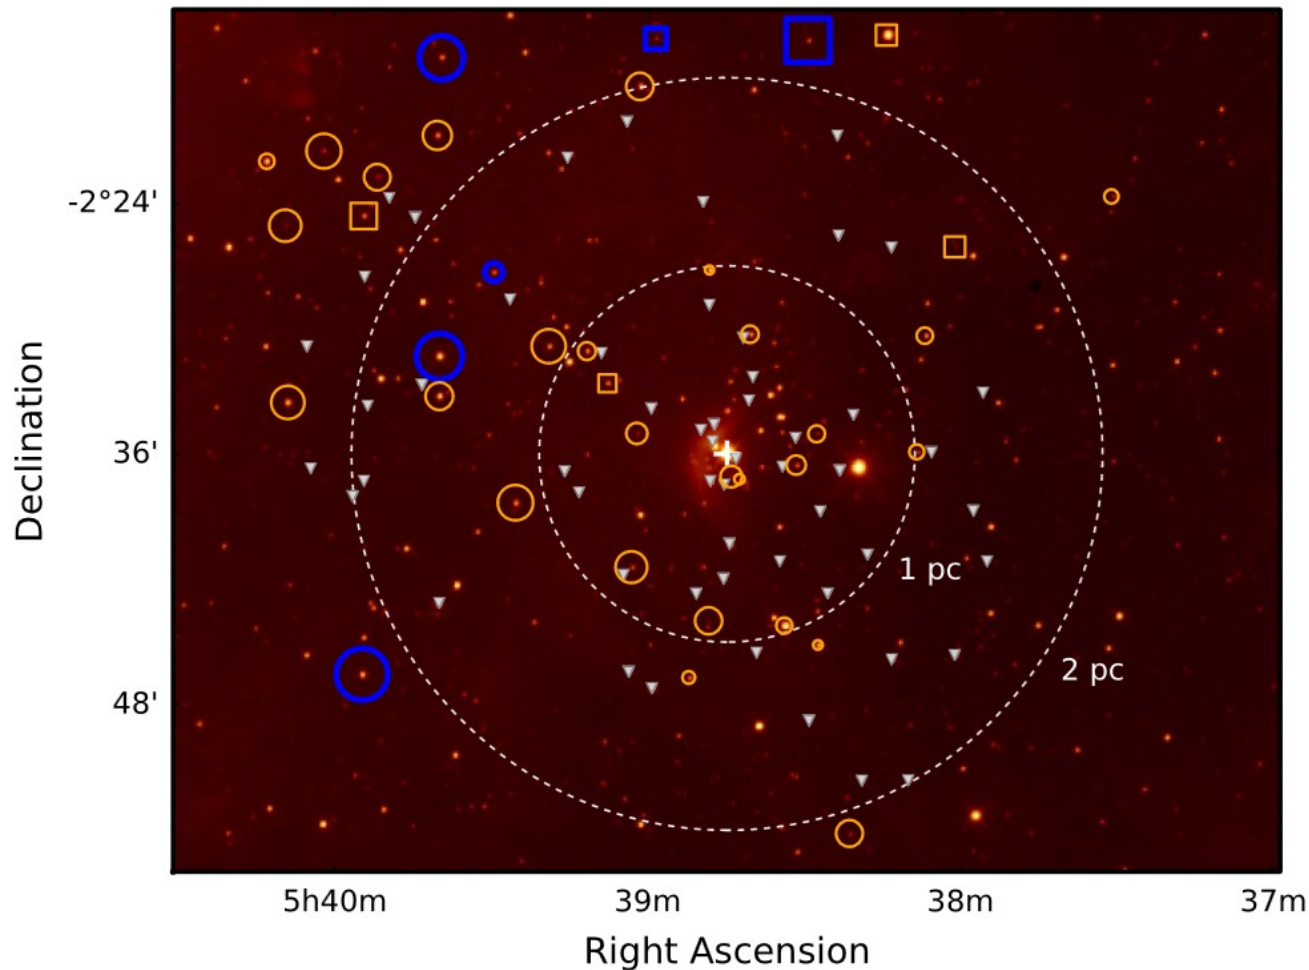 -2°24'
36'
48'
Declination
1 pc
2 pc
5h40m
39m
38m
37m
Right Ascension